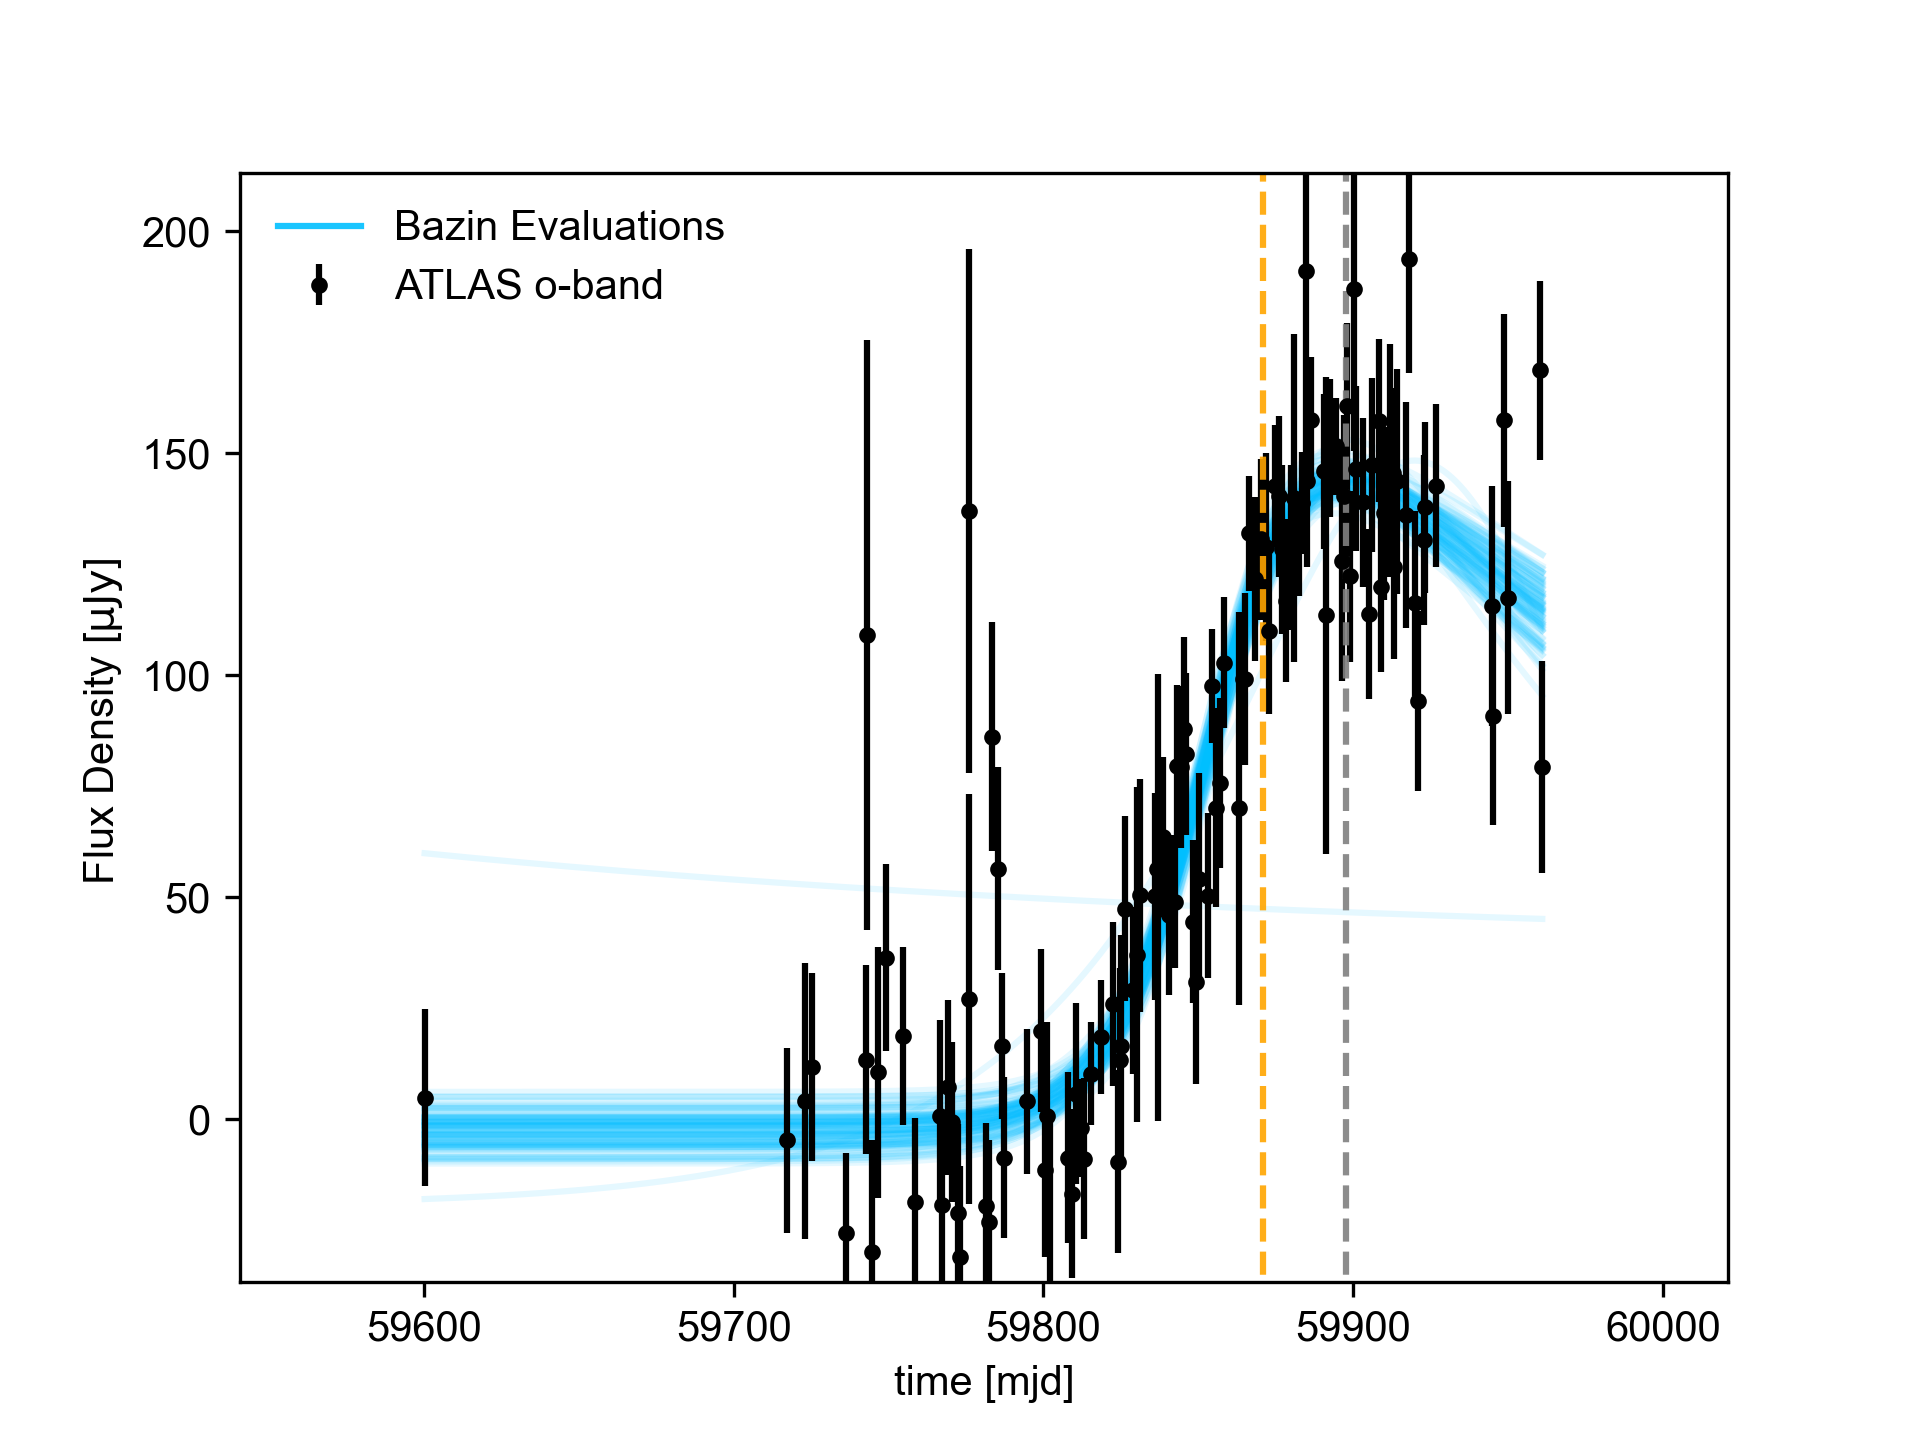 Bazin Evaluations
ATLAS o-band
200
150
100
50
0
Flux Density [µJy]
59600 59700 59800 59900 60000
time [mjd]